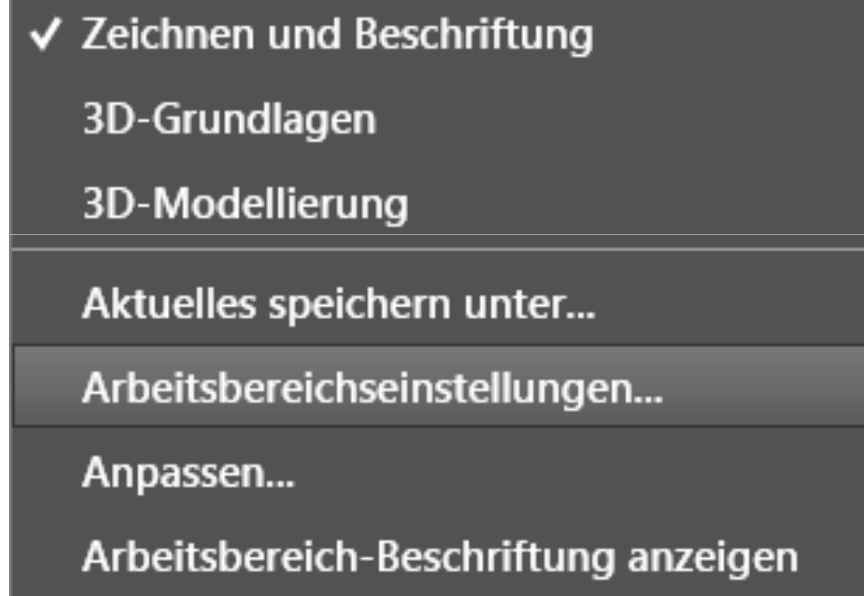 Zeichnen und Beschriftung
3D-Grundlagen
3D-Modellierung
Aktuelles speichern unter...
Arbeitsbereichseinstellungen...
Anpassen...
Arbeitsbereich-Beschriftung anzeigen